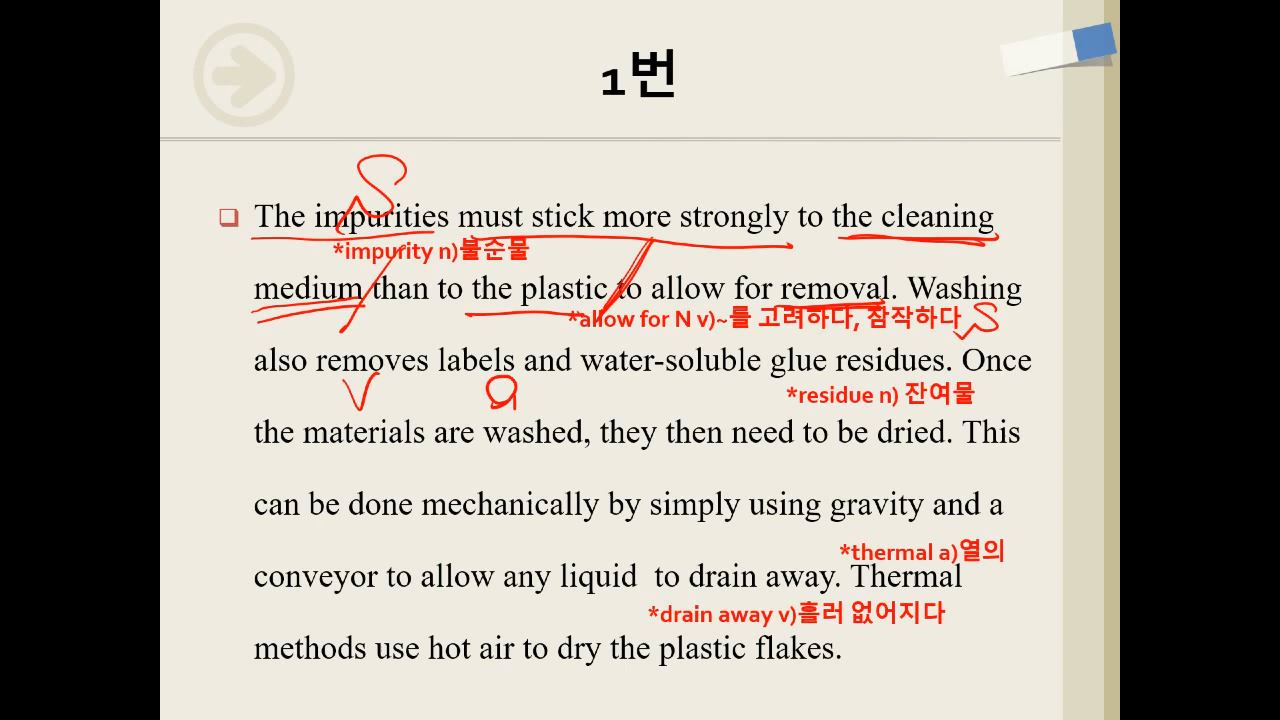 1번
S
The impurities must stick more strongly to the cleaning
*impurity n)불순물
medium than to the plastic to allow for removal. Washing
*allow for N v)~를 고려하다, 참작하다
S
also removes labels and water-soluble glue residues. Once
V
*residue n) 잔여물
the materials are washed, they then need to be dried. This
can be done mechanically by simply using gravity and a
*thermal a)열의
conveyor to allow any liquid to drain away. Thermal
*drain away v)흘러 없어지다
methods use hot air to dry the plastic flakes.